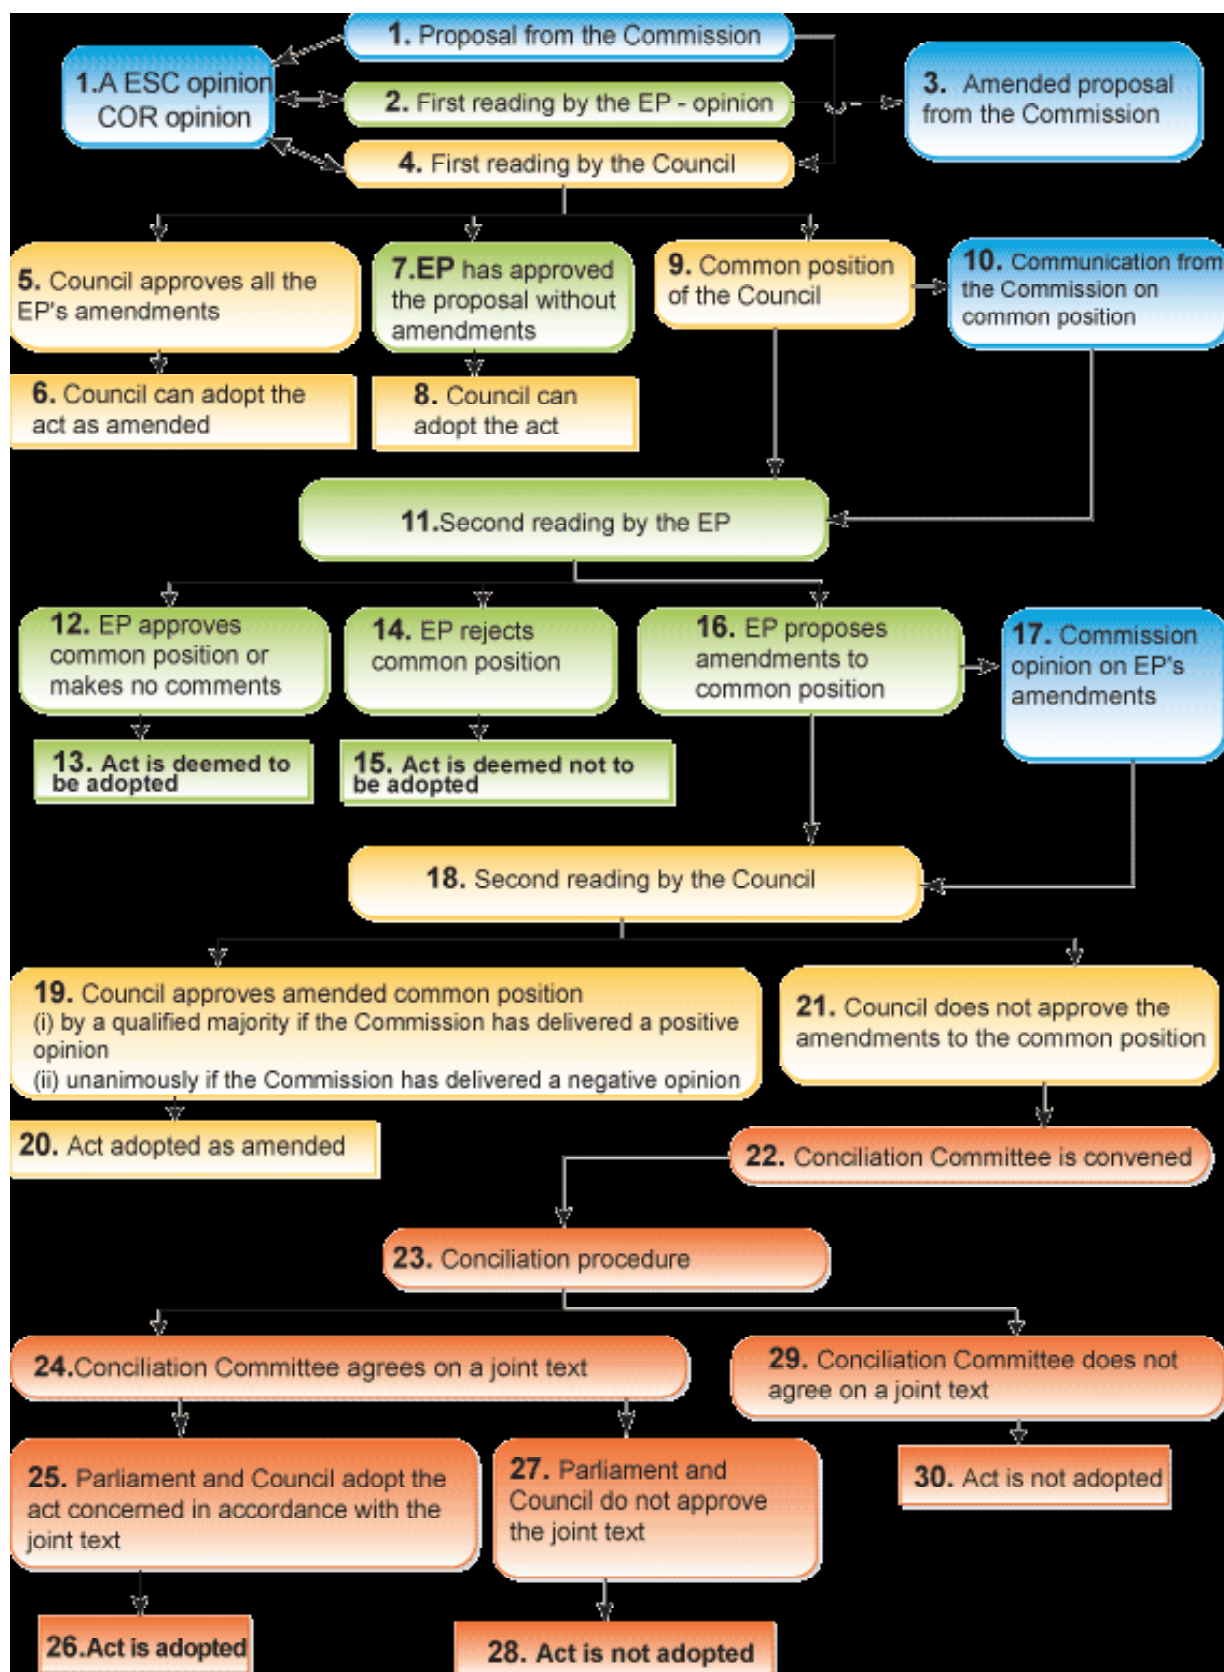 1. Proposal from the Commission
1.A ESC opinion
COR opinion
2. First reading by the EP - opinion
3. Amended proposal
from the Commission
4. First reading by the Council
5. Council approves all the
EP's amendments
7.EP has approved
the proposal without
amendments
9. Common position
of the Council
10. Communication from
the Commission on
common position
6. Council can adopt the
act as amended
8. Council can
adopt the act
11.Second reading by the EP
12. EP approves
common position or
makes no comments
14. EP rejects
common position
16. EP proposes
amendments to
common position
17. Commission
opinion on EP's
amendments
13. Act is deemed to
be adopted
15. Act is deemed not to
be adopted
18. Second reading by the Council
19. Council approves amended common position
(i) by a qualified majority if the Commission has delivered a positive
opinion
(ii) unanimously if the Commission has delivered a negative opinion
21. Council does not approve the
amendments to the common position
20. Act adopted as amended
22. Conciliation Committee is convened
23. Conciliation procedure
24.Conciliation Committee agrees on a joint text
29. Conciliation Committee does not
agree on a joint text
25. Parliament and Council adopt the
act concerned in accordance with the
joint text
27. Parliament and
Council do not approve
the joint text
30. Act is not adopted
26.Act is adopted
28. Act is not adopted